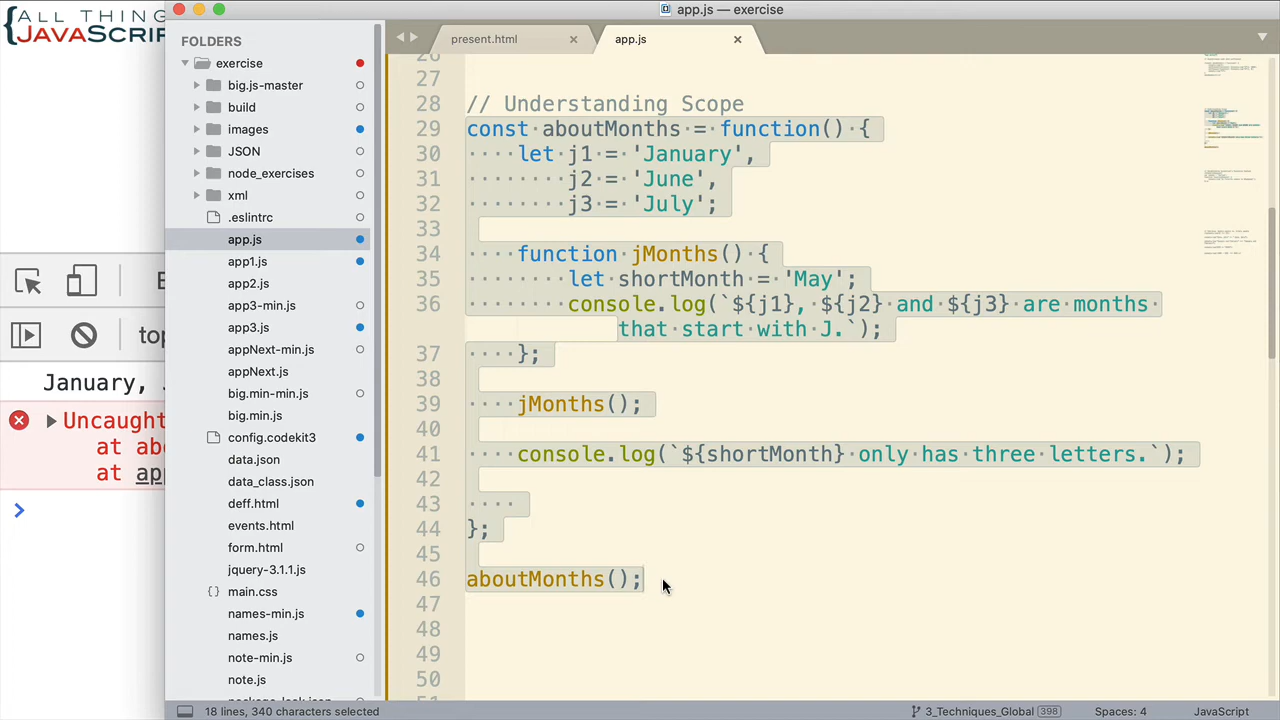 ALL THING
JAVASCRI
top
January,
Uncaught
at abo
at app
app.js — exercise
FOLDERS
exercise
big.js-master
build
images
JSON
node_exercises
xml
.eslintrc
app.js
app1.js
app2.js
app3-min.js
app3.js
appNext-min.js
appNext.js
big.min-min.js
big.min.js
config.codekit3
data.json
data_class.json
deff.html
events.html
form.html
jquery-3.1.1.js
main.css
names-min.js
names.js
note-min.js
note.js
present.html
app.js
26
27
28 // Understanding Scope
29 const aboutMonths = function() {
30 let j1 = 'January',
31 j2 = 'June',
32 j3 = 'July';
33
34 function jMonths() {
35 let shortMonth = 'May';
36 console.log(`${j1}, ${j2} and ${j3} are months
that start with J.`);
37 };
38
39 jMonths();
40
41 console.log(`${shortMonth} only has three letters.`);
42
43
44 };
45
46 aboutMonths();
47
48
49
50
18 lines, 340 characters selected
3_Techniques_Global 398
Spaces: 4
JavaScript